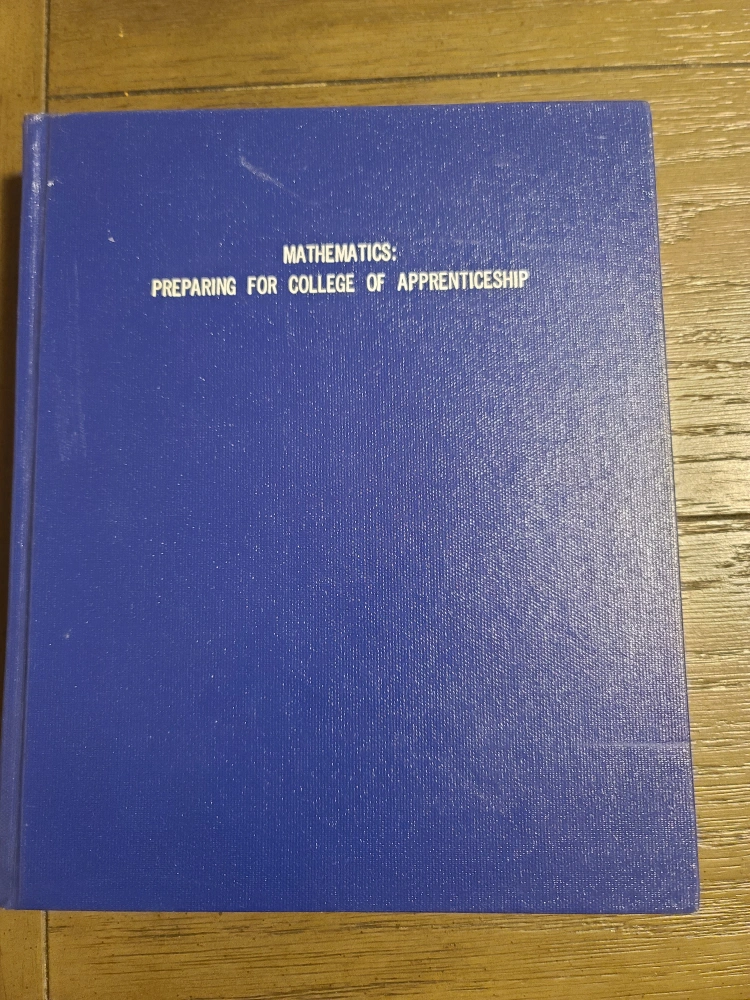 MATHEMATICS:
PREPARING FOR COLLEGE OF APPRENTICESHIP